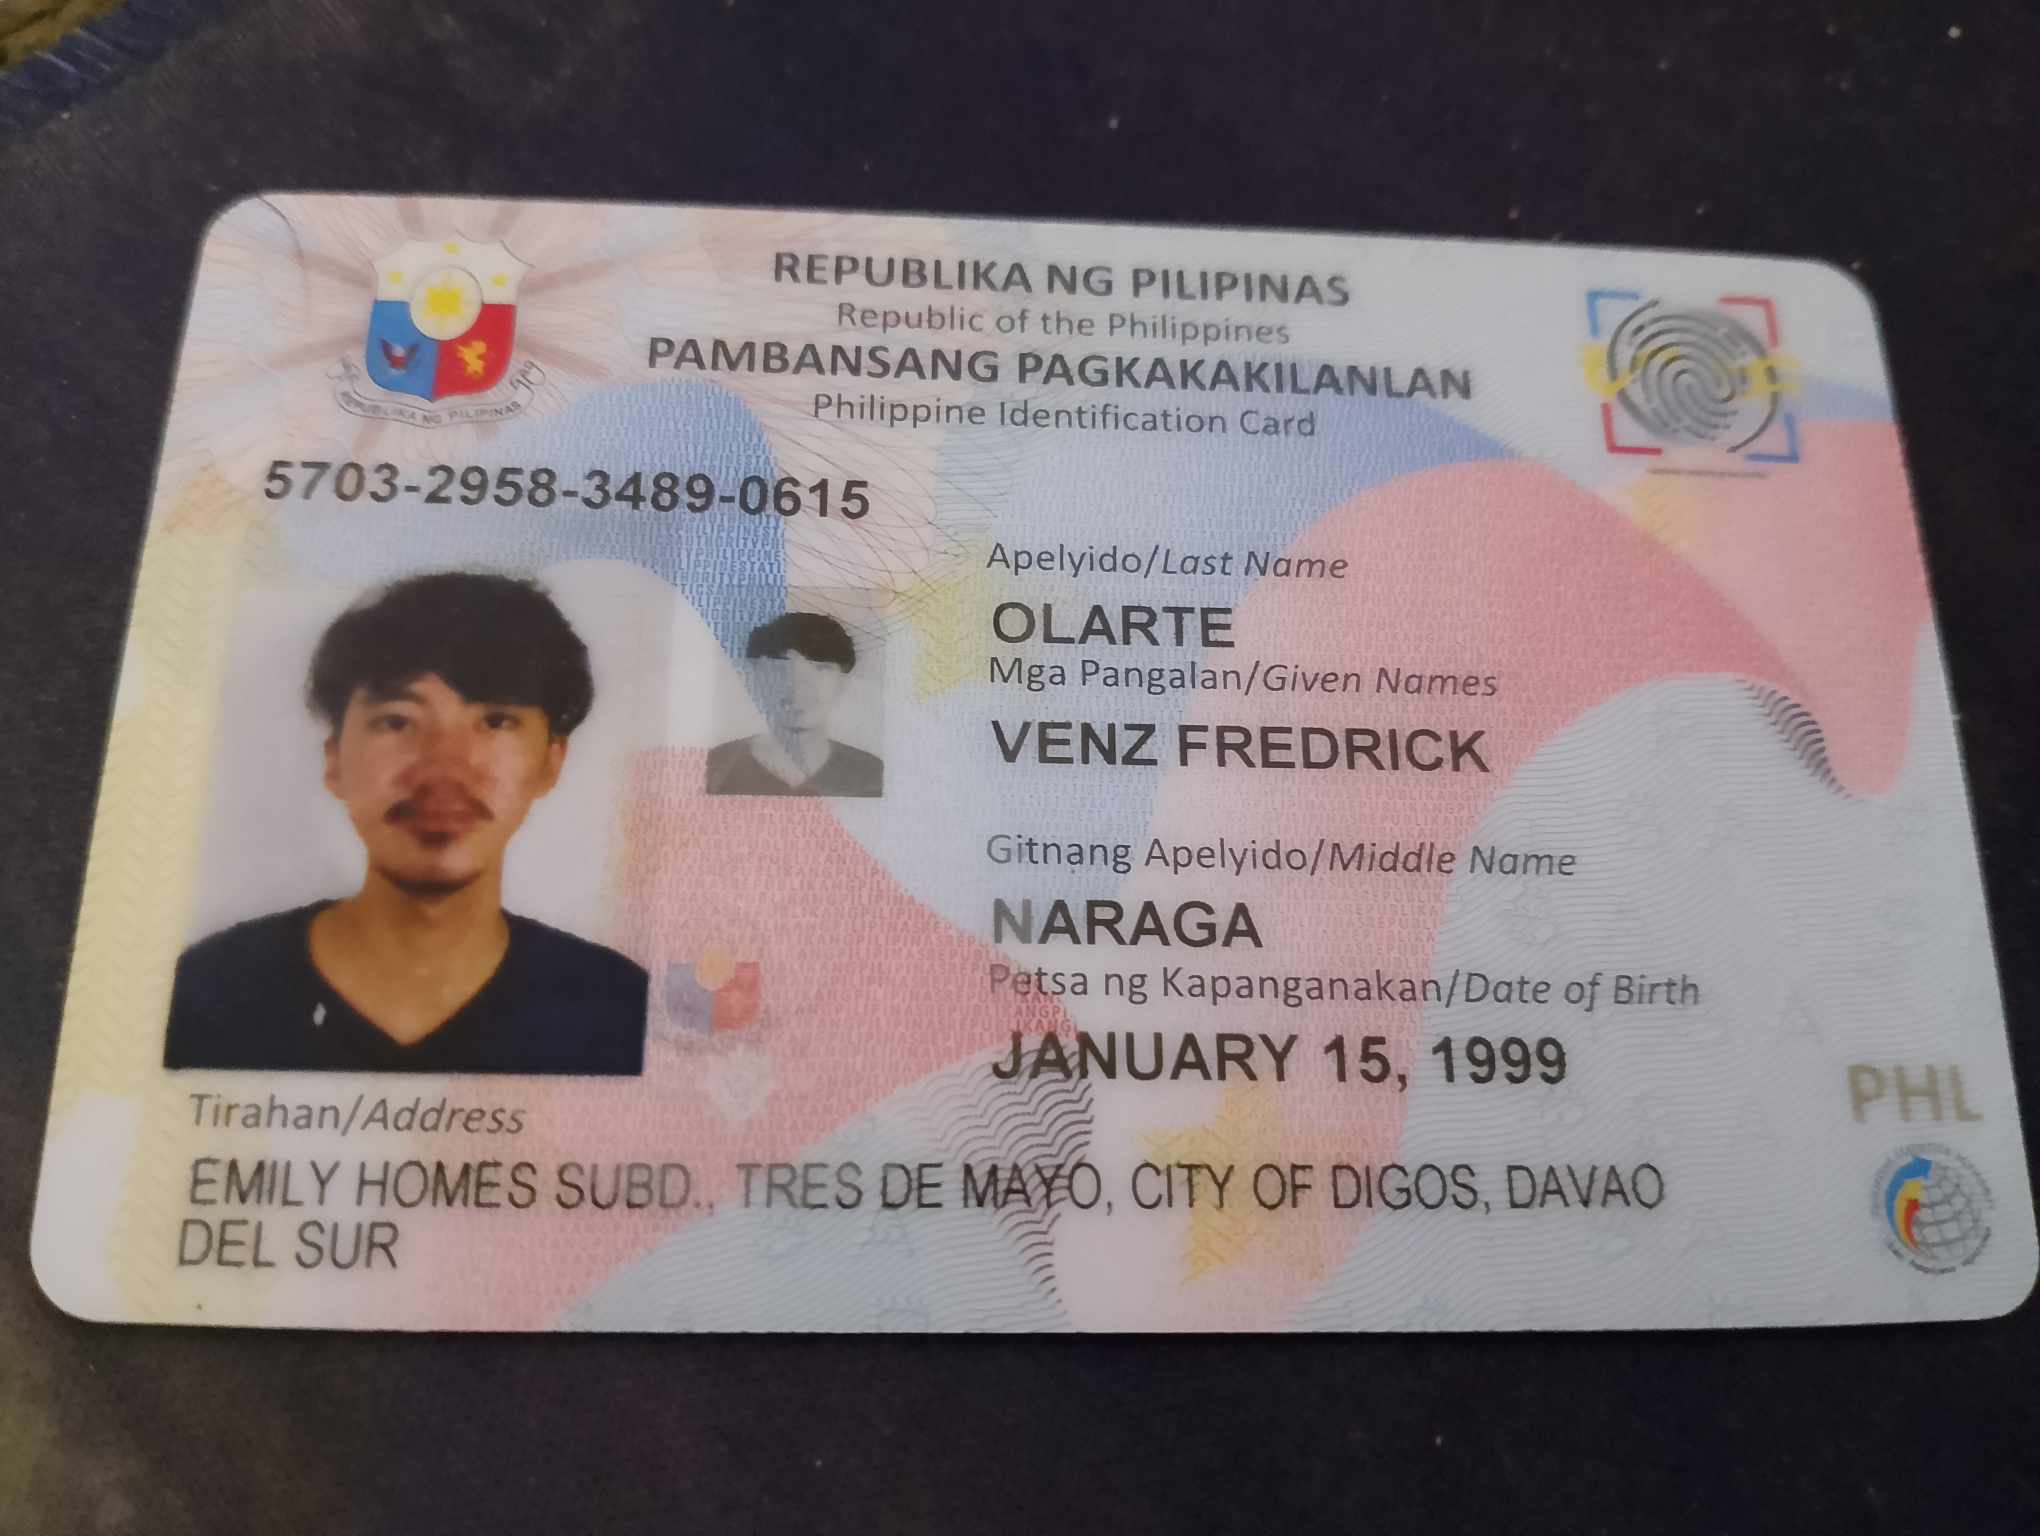 REPUBLIKA NG PILIPINAS
Republic of the Philippines
PAMBANSANG PAGKAKAKILANLAN
Philippine Identification Card
REPUBLIKA NG PILIPINAS
5703-2958-3489-0615
Apelyido/Last Name
OLARTE
Mga Pangalan/Given Names
VENZ FREDRICK
Gitnang Apelyido/Middle Name
NARAGA
Petsa ng Kapanganakan/Date of Birth
JANUARY 15, 1999
PHL
Tirahan/Address
EMILY HOMES SUBD., TRES DE MAYO, CITY OF DIGOS, DAVAO
DEL SUR